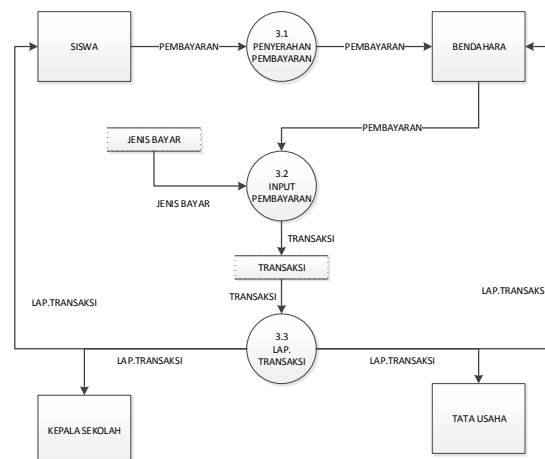 SISWA
PEMBAYARAN
3.1
PENYERAHAN
PEMBAYARAN
PEMBAYARAN
BENDAHARA
PEMBAYARAN
JENIS BAYAR
JENIS BAYAR
3.2
INPUT
PEMBAYARAN
TRANSAKSI
TRANSAKSI
TRANSAKSI
LAP.TRANSAKSI
LAP.TRANSAKS
3.3
LAP.
TRANSAKSI
LAP.TRANSAKSI
LAP.TRANSAKSI
KEPALA SEKOLAH
TATA USAHA